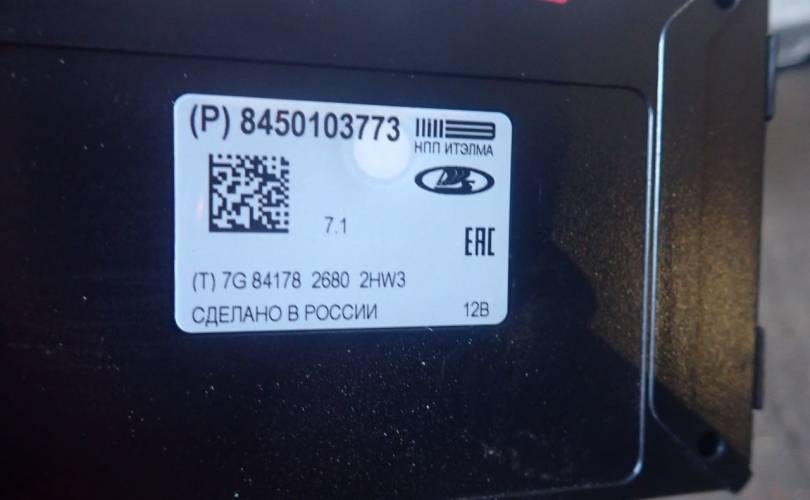 (P) 8450103773
НПП ИТЭЛМА
7.1
EAC
(T) 7G 84178 2680 2HW3
СДЕЛАНО В РОССИИ 12В